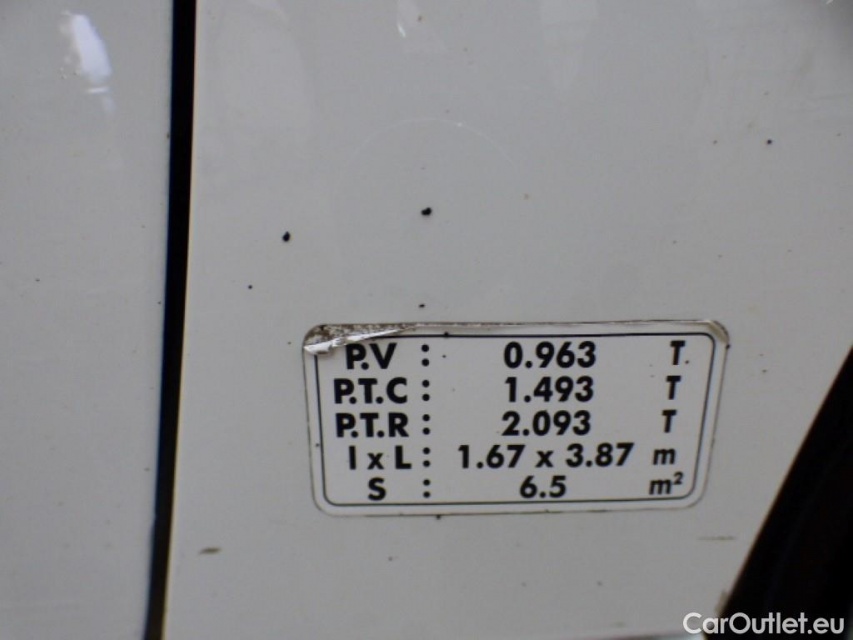 P.V : 0.963 T.
P.T.C : 1.493 T
P.T.R : 2.093 T
l x L : 1.67 x 3.87 m
S : 6.5 m²
CarOutlet.eu